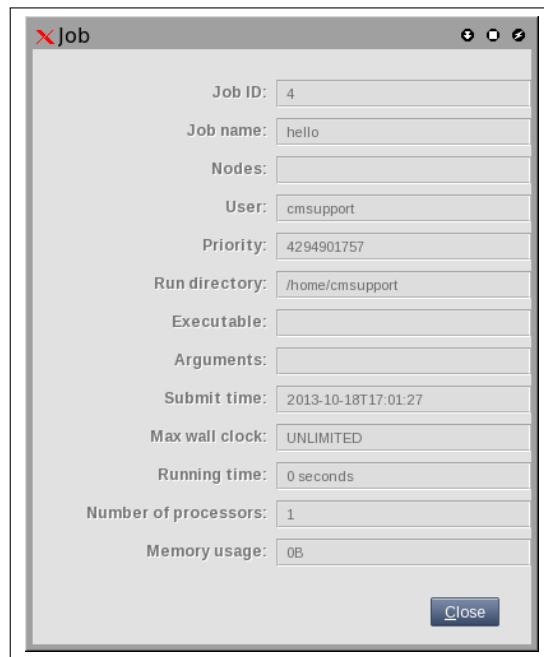 Job
Job ID: 4
Job name: hello
Nodes:
User: cmsupport
Priority: 4294901757
Run directory: /home/cmsupport
Executable:
Arguments:
Submit time: 2013-10-18T17:01:27
Max wall clock: UNLIMITED
Running time: 0 seconds
Number of processors: 1
Memory usage: 0B
Close